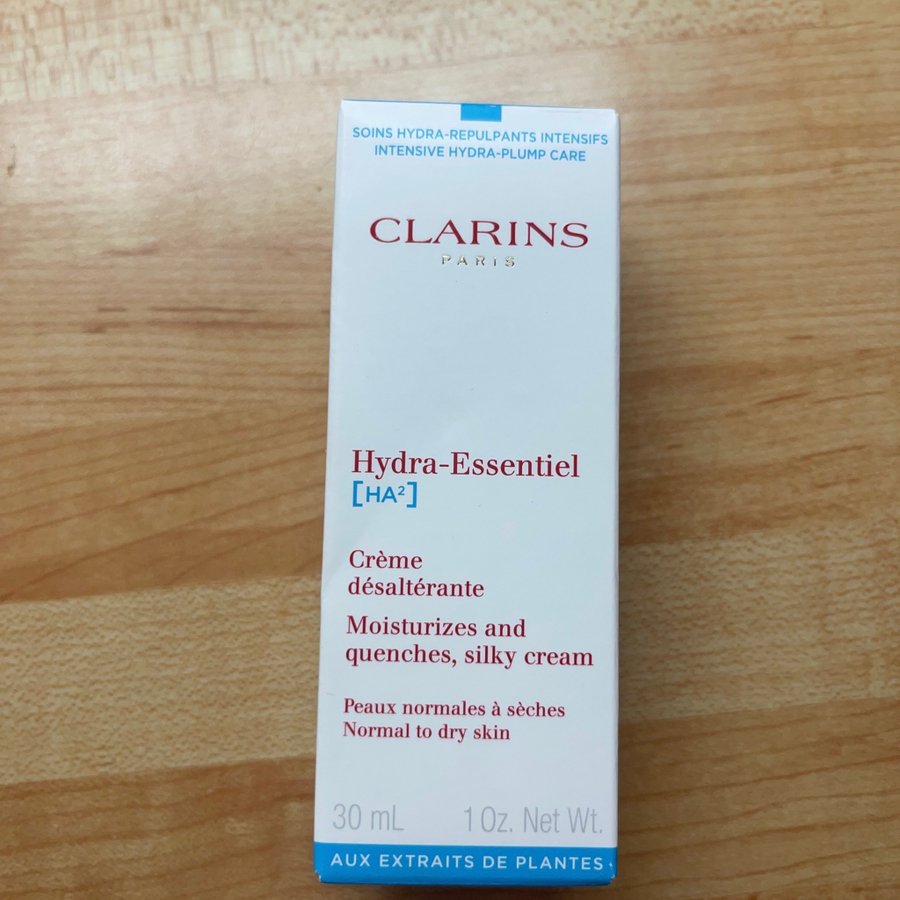 SOINS HYDRA-REPULPANTS INTENSIFS
INTENSIVE HYDRA-PLUMP CARE
CLARINS
PARIS
Hydra-Essentiel
[HA²]
Crème
désaltérante
Moisturizes and
quenches, silky cream
Peaux normales à sèches
Normal to dry skin
30 mL 1 Oz. Net Wt.
AUX EXTRAITS DE PLANTES